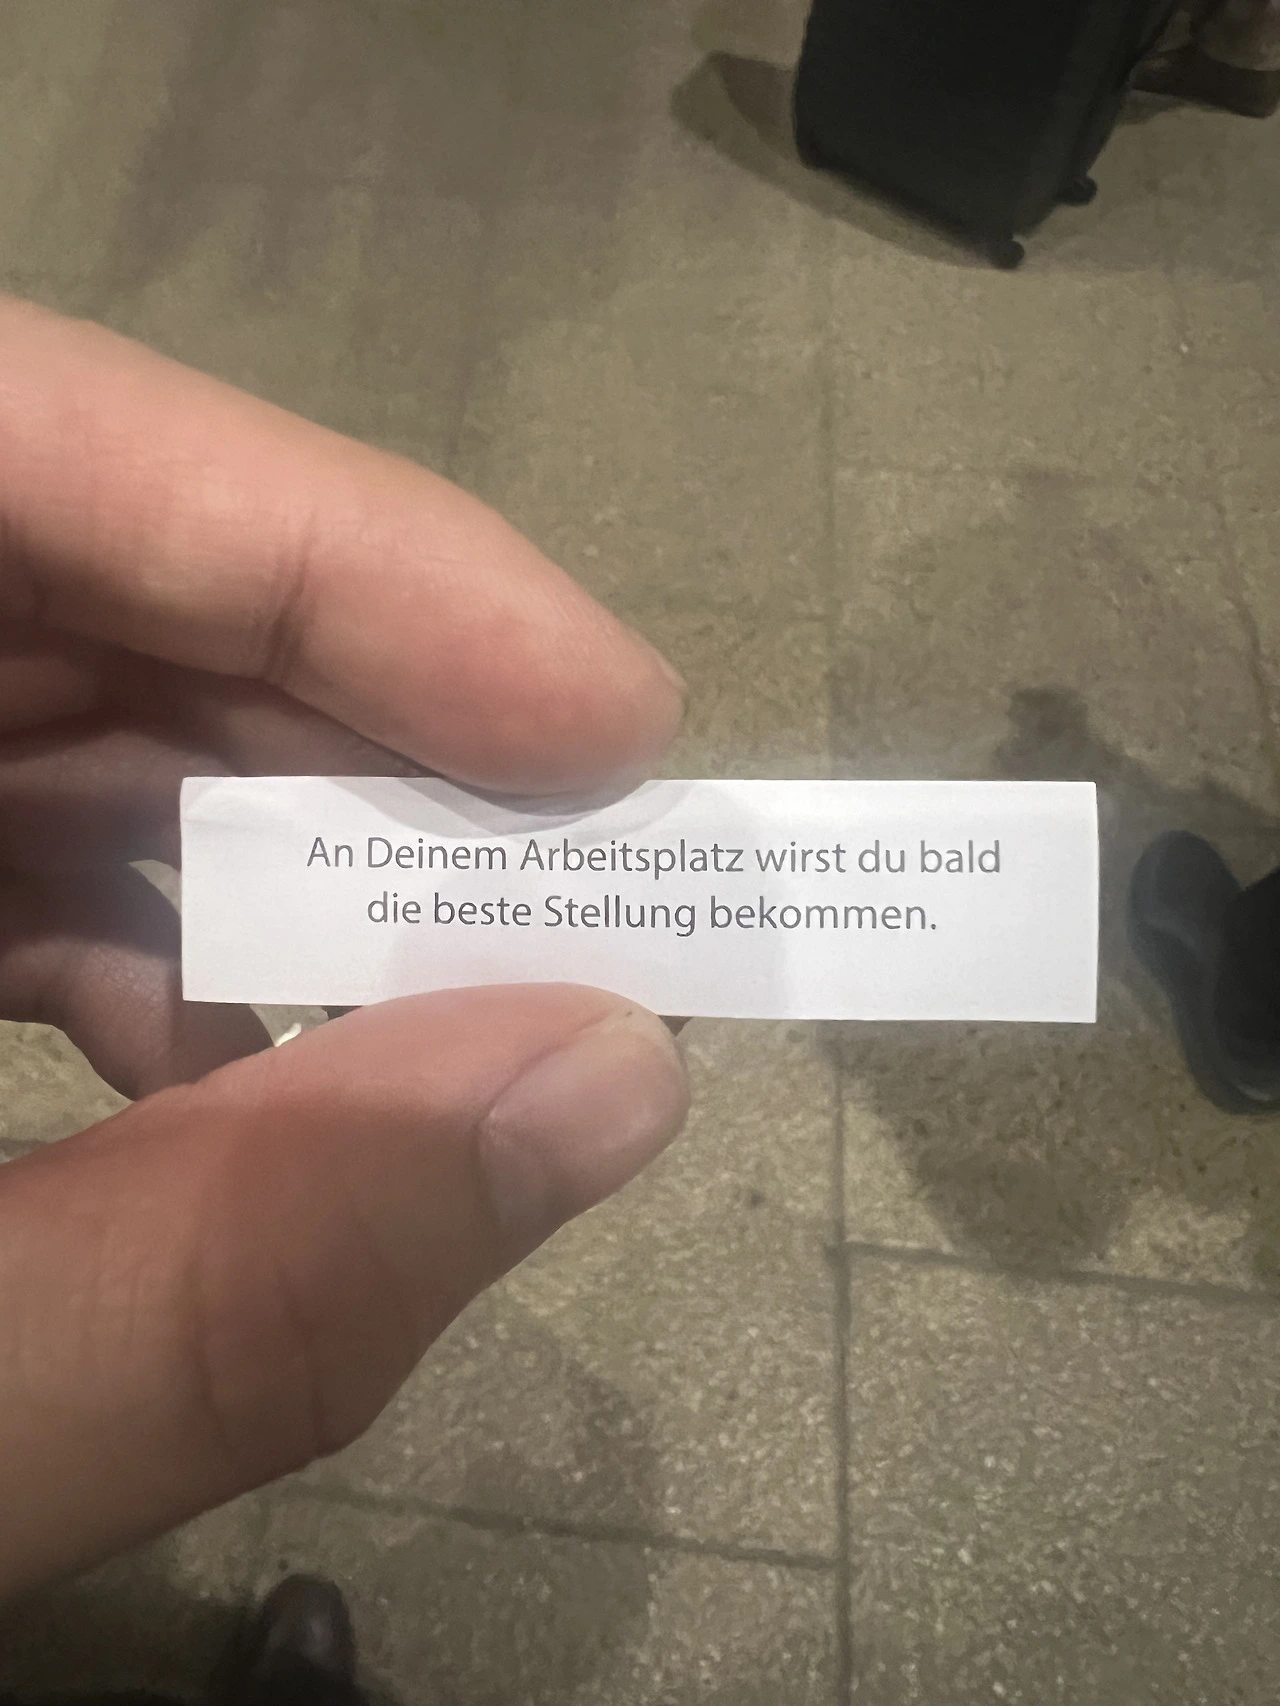 An Deinem Arbeitsplatz wirst du bald
die beste Stellung bekommen.